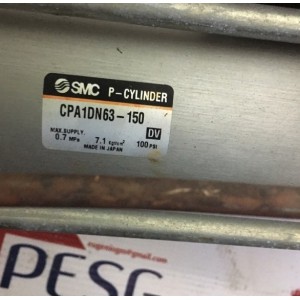 SMC P-CYLINDER
CPA1DN63-150
DV
MAX.SUPPLY.
0.7 MPa 7.1 kgf/cm² 100 PSI
MADE IN JAPAN
PESG